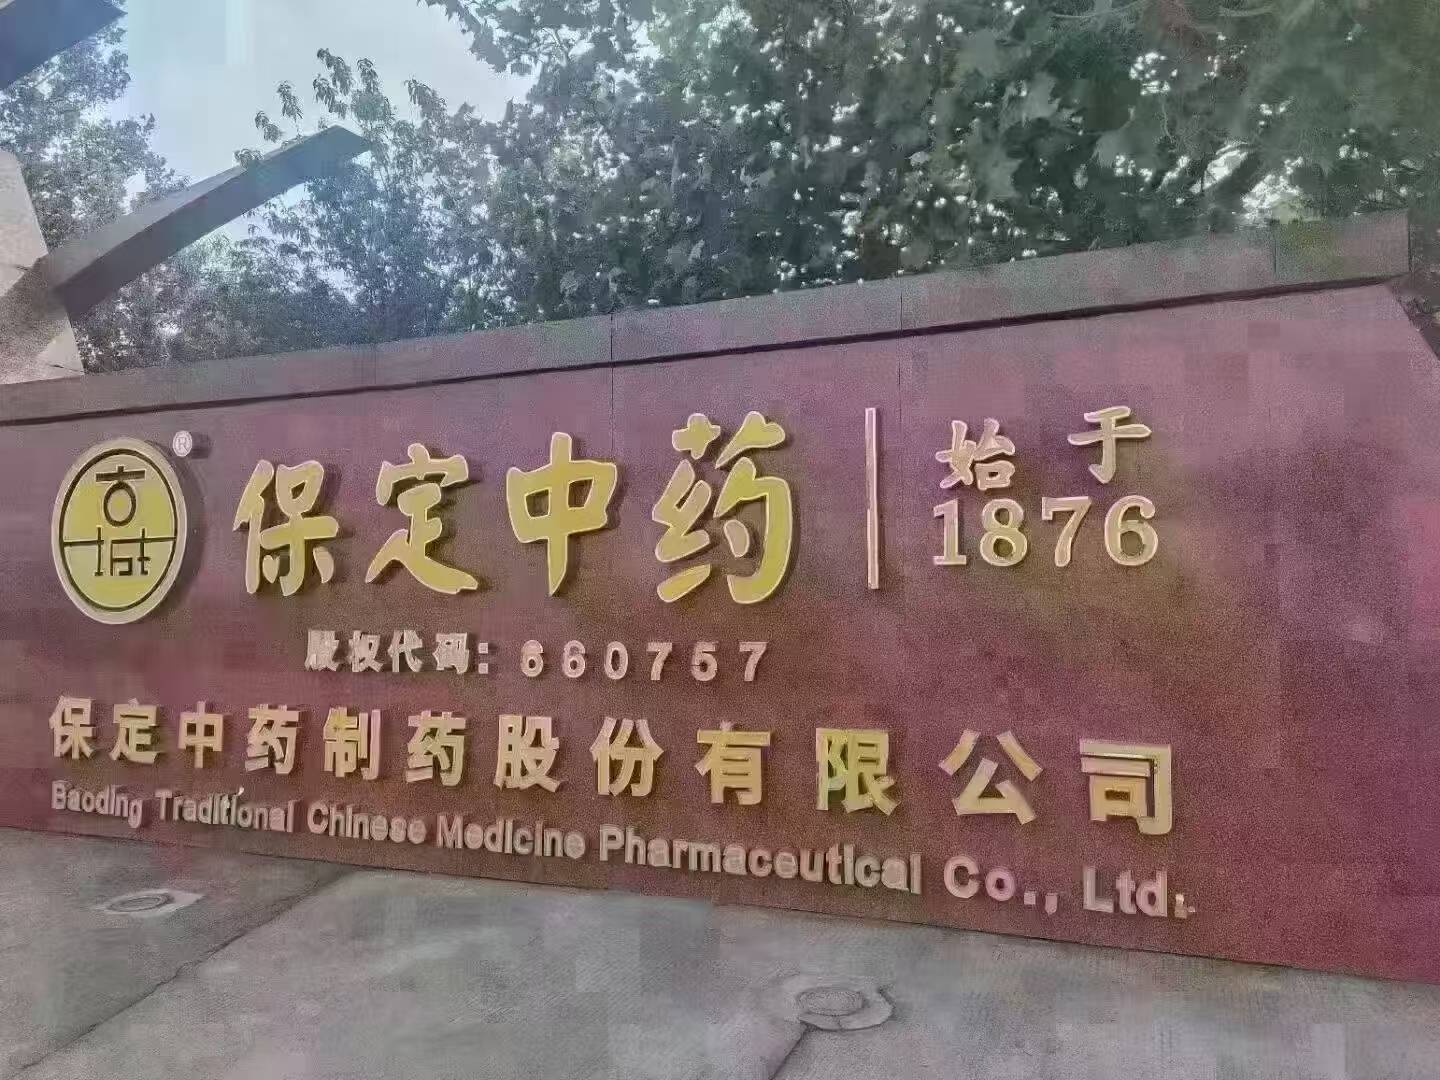 ®
保定中药
始于
1876
股权代码：660757
保定中药制药股份有限公司
Baoding Traditional Chinese Medicine Pharmaceutical Co., Ltd.